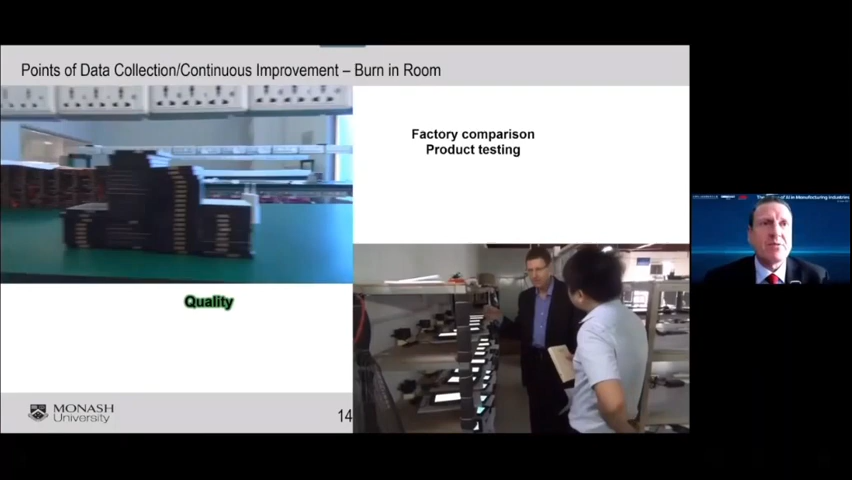 Points of Data Collection/Continuous Improvement – Burn in Room
Factory comparison
Product testing
Quality
MONASH
University
14